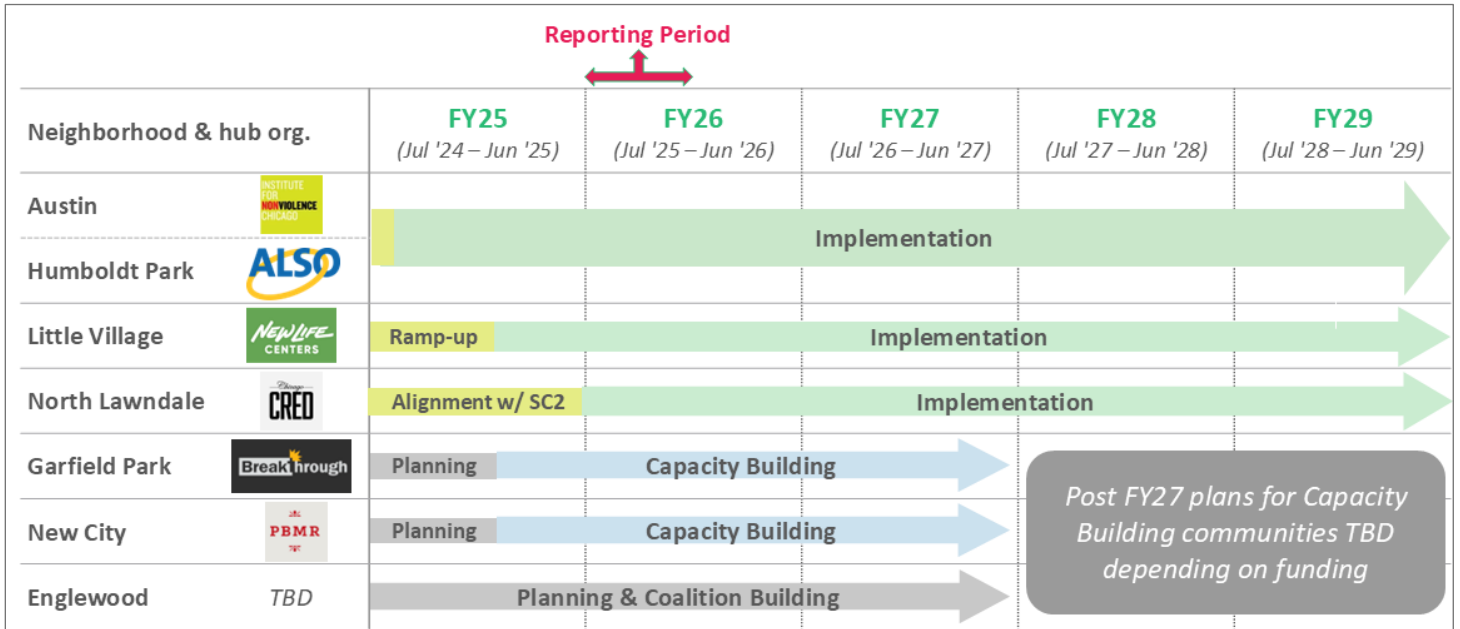 Reporting Period
Neighborhood & hub org.
FY25
(Jul '24 – Jun '25)
FY26
(Jul '25 – Jun '26)
FY27
(Jul '26 – Jun '27)
FY28
(Jul '27 – Jun '28)
FY29
(Jul '28 – Jun '29)
Austin
INSTITUTE
FOR
NONVIOLENCE
CHICAGO
Implementation
Humboldt Park
ALSO
Little Village
NEW LIFE
CENTERS
Ramp-up
Implementation
North Lawndale
Chicago
CRED
Alignment w/ SC2
Implementation
Garfield Park
Breakthrough
Planning
Capacity Building
New City
PBMR
Planning
Capacity Building
Post FY27 plans for Capacity
Building communities TBD
depending on funding
Englewood
TBD
Planning & Coalition Building